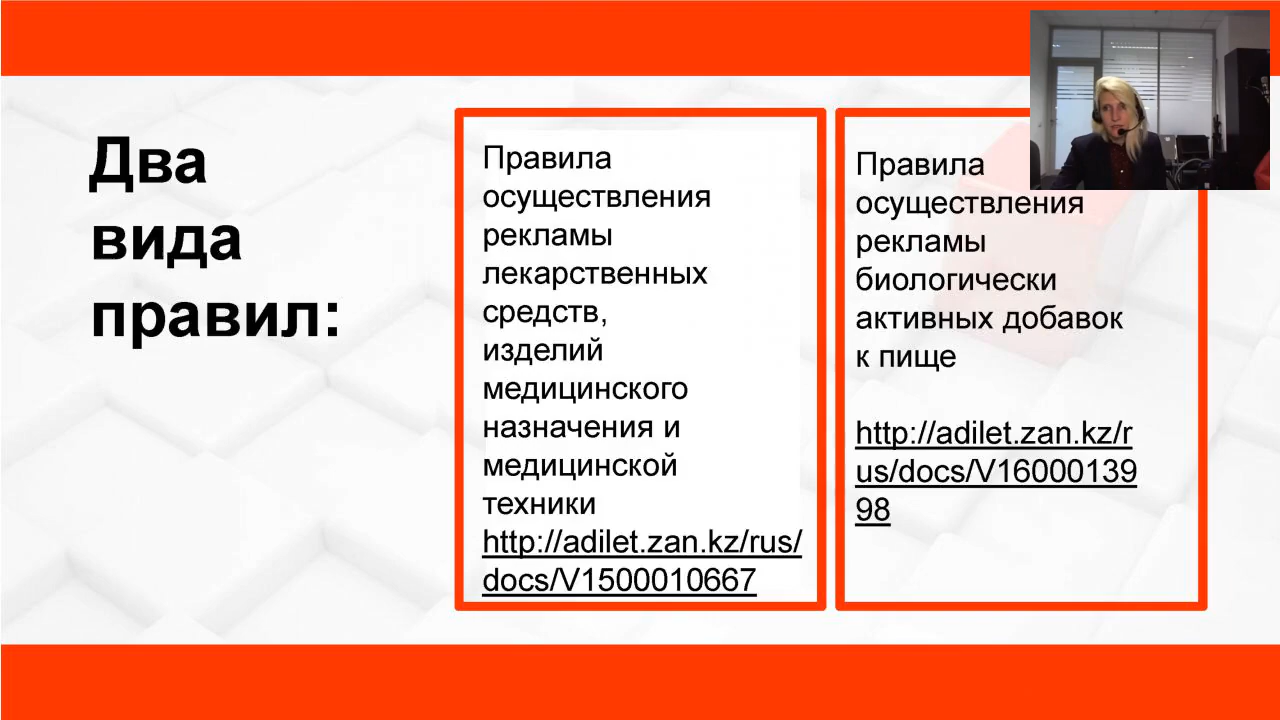 Два
вида
правил:
Правила
осуществления
рекламы
лекарственных
средств,
изделий
медицинского
назначения и
медицинской
техники
http://adilet.zan.kz/rus/
docs/V1500010667
Правила
осуществления
рекламы
биологически
активных добавок
к пище
http://adilet.zan.kz/r
us/docs/V16000139
98